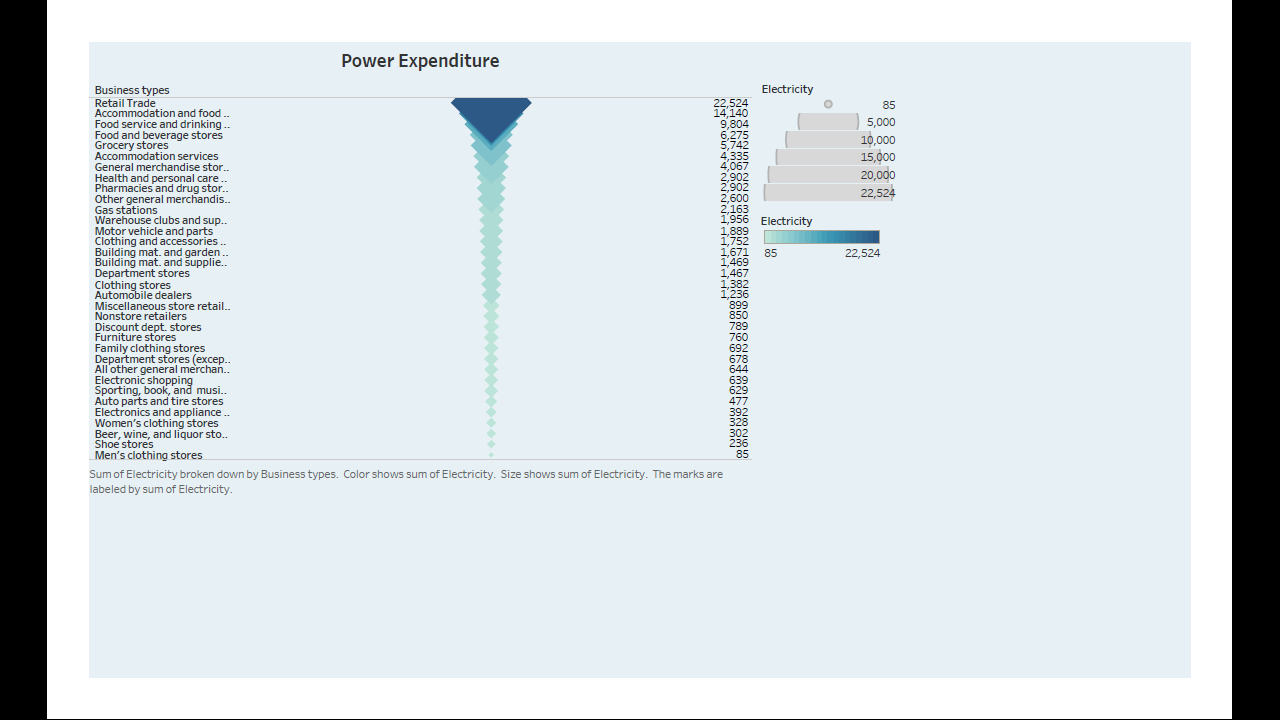 Power Expenditure
Business types
Retail Trade 22,524
Accommodation and food .. 14,140
Food service and drinking .. 9,804
Food and beverage stores 6,275
Grocery stores 5,742
Accommodation services 4,335
General merchandise stor.. 4,067
Health and personal care .. 2,902
Pharmacies and drug stor.. 2,902
Other general merchandis.. 2,600
Gas stations 2,163
Warehouse clubs and sup.. 1,956
Motor vehicle and parts 1,889
Clothing and accessories .. 1,752
Building mat. and garden .. 1,671
Building mat. and supplie.. 1,469
Department stores 1,467
Clothing stores 1,382
Automobile dealers 1,236
Miscellaneous store retail.. 899
Nonstore retailers 850
Discount dept. stores 789
Furniture stores 760
Family clothing stores 692
Department stores (excep.. 678
All other general merchan.. 644
Electronic shopping 639
Sporting, book, and  musi.. 629
Auto parts and tire stores 477
Electronics and appliance .. 392
Women's clothing stores 328
Beer, wine, and liquor sto.. 302
Shoe stores 236
Men's clothing stores 85
Sum of Electricity broken down by Business types.  Color shows sum of Electricity.  Size shows sum of Electricity.  The marks are
labeled by sum of Electricity.
Electricity
85
5,000
10,000
15,000
20,000
22,524
Electricity
85 22,524